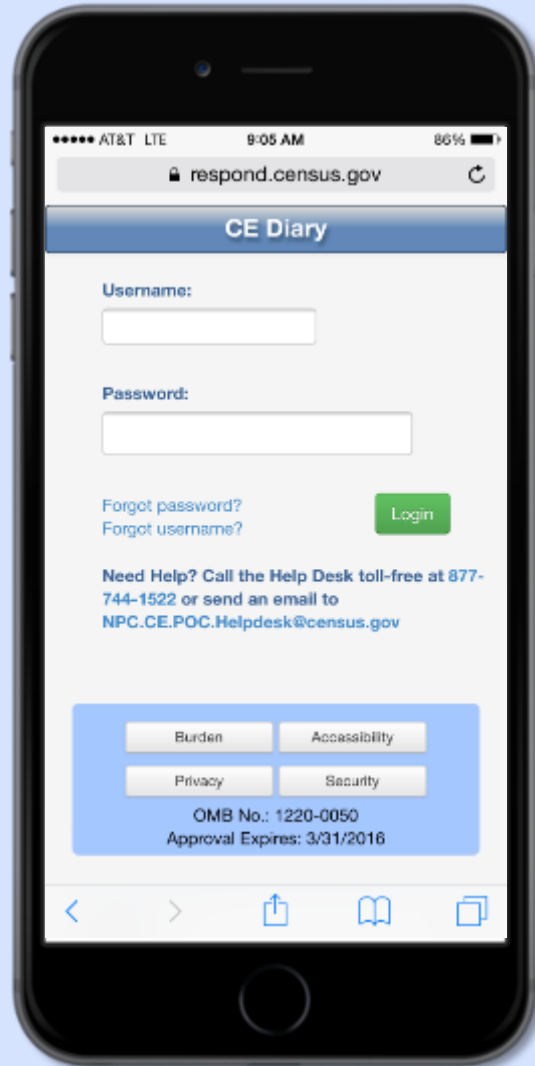 AT&T LTE 9:05 AM 86%
respond.census.gov
CE Diary
Username:
Password:
Forgot password?
Forgot username?
Login
Need Help? Call the Help Desk toll-free at 877-
744-1522 or send an email to
NPC.CE.POC.Helpdesk@census.gov
Burden Accessibility
Privacy Security
OMB No.: 1220-0050
Approval Expires: 3/31/2016